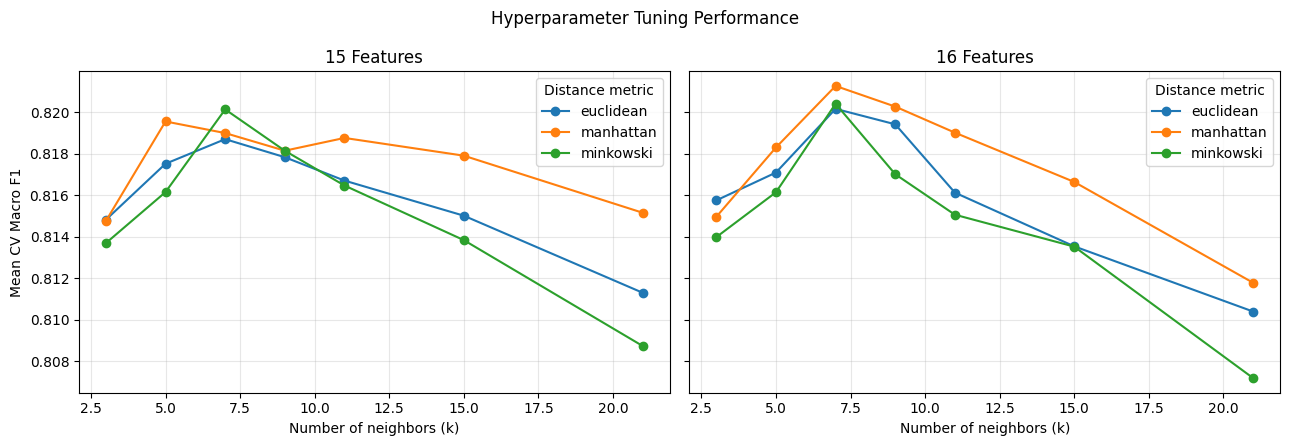 Hyperparameter Tuning Performance
15 Features
Mean CV Macro F1
0.820
0.818
0.816
0.814
0.812
0.810
0.808
Distance metric
euclidean
manhattan
minkowski
2.5 5.0 7.5 10.0 12.5 15.0 17.5 20.0
Number of neighbors (k)
16 Features
Distance metric
euclidean
manhattan
minkowski
2.5 5.0 7.5 10.0 12.5 15.0 17.5 20.0
Number of neighbors (k)